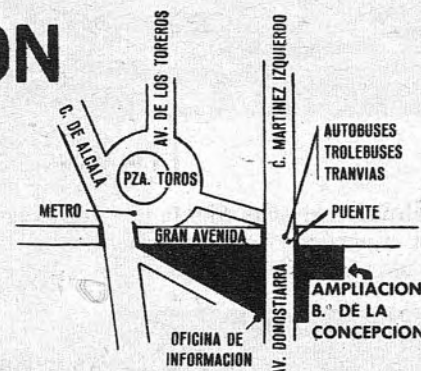 ON
AV. DE LOS TOREROS
C. DE ALCALA
C. MARTINEZ IZQUIERDO
PZA. TOROS
AUTOBUSES
TROLEBUSES
TRANVIAS
METRO
PUENTE
GRAN AVENIDA
AMPLIACION
B.º DE LA
CONCEPCION
AV. DONOSTIARRA
OFICINA DE
INFORMACION